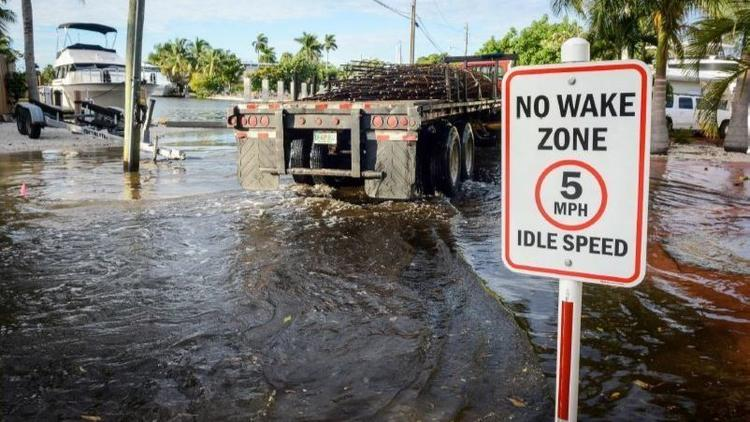 NO WAKE
ZONE
5
MPH
IDLE SPEED